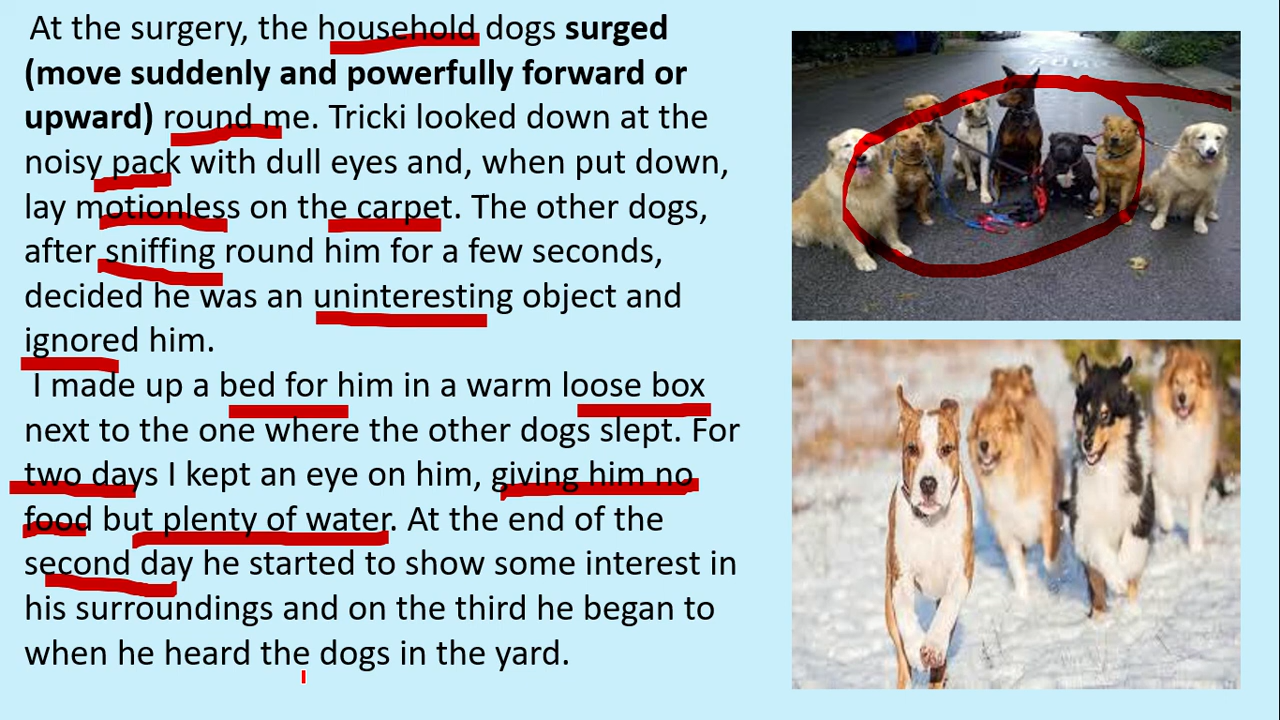 At the surgery, the household dogs surged
(move suddenly and powerfully forward or
upward) round me. Tricki looked down at the
noisy pack with dull eyes and, when put down,
lay motionless on the carpet. The other dogs,
after sniffing round him for a few seconds,
decided he was an uninteresting object and
ignored him.
I made up a bed for him in a warm loose box
next to the one where the other dogs slept. For
two days I kept an eye on him, giving him no
food but plenty of water. At the end of the
second day he started to show some interest in
his surroundings and on the third he began to
when he heard the dogs in the yard.